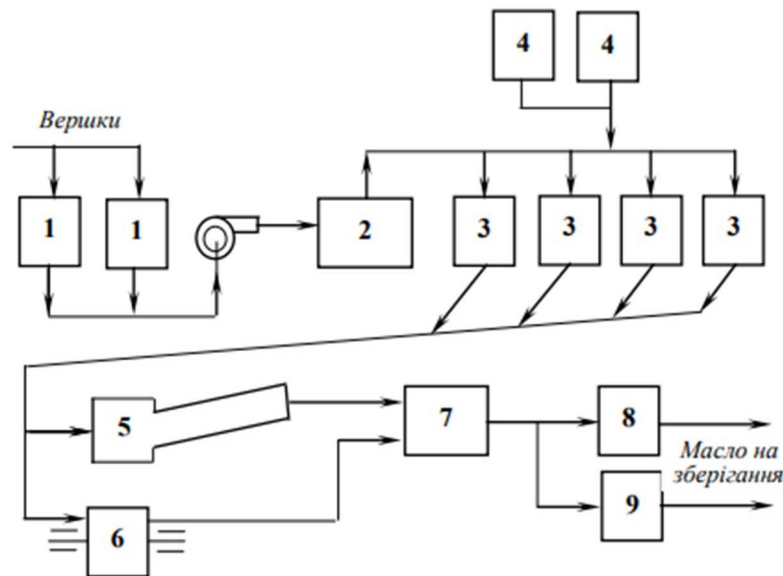 4 4
Вершки
1 1 2 3 3 3 3
5 7 8
Масло на
зберігання
6 9